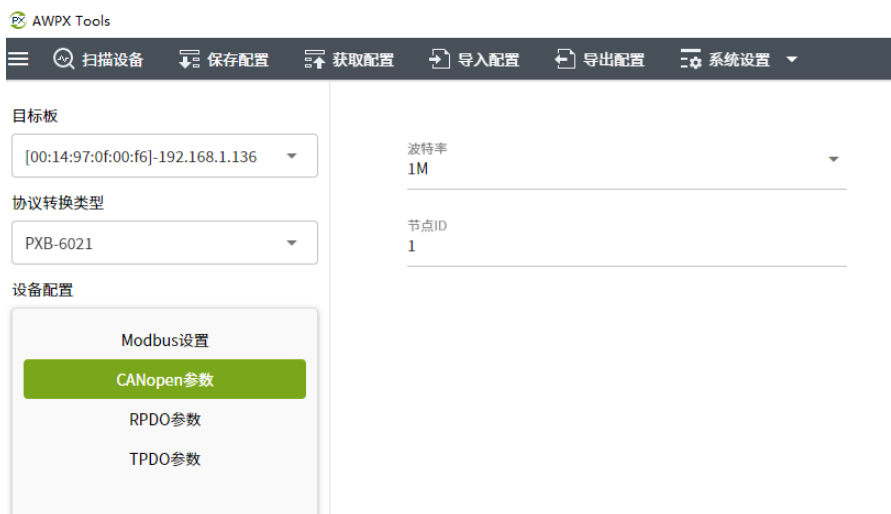 PX AWPX Tools
扫描设备 保存配置 获取配置 导入配置 导出配置 系统设置
目标板
[00:14:97:0f:00:f6]-192.168.1.136
协议转换类型
PXB-6021
设备配置
Modbus设置
CANopen参数
RPDO参数
TPDO参数
波特率
1M
节点ID
1